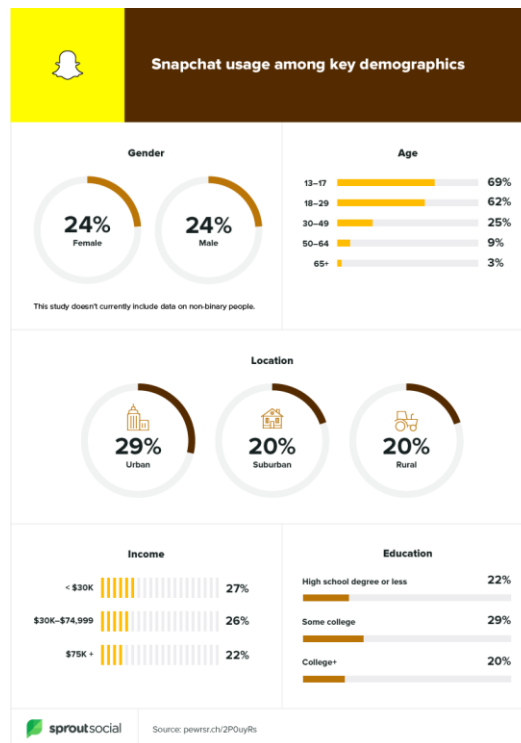 Snapchat usage among key demographics
Gender
24%
Female
24%
Male
This study doesn't currently include data on non-binary people.
Age
13–17 69%
18–29 62%
30–49 25%
50–64 9%
65+ 3%
Location
29%
Urban
20%
Suburban
20%
Rural
Income
< $30K 27%
$30K–$74,999 26%
$75K + 22%
Education
High school degree or less 22%
Some college 29%
College+ 20%
sproutsocial
Source: pewrsr.ch/2P0uyRs